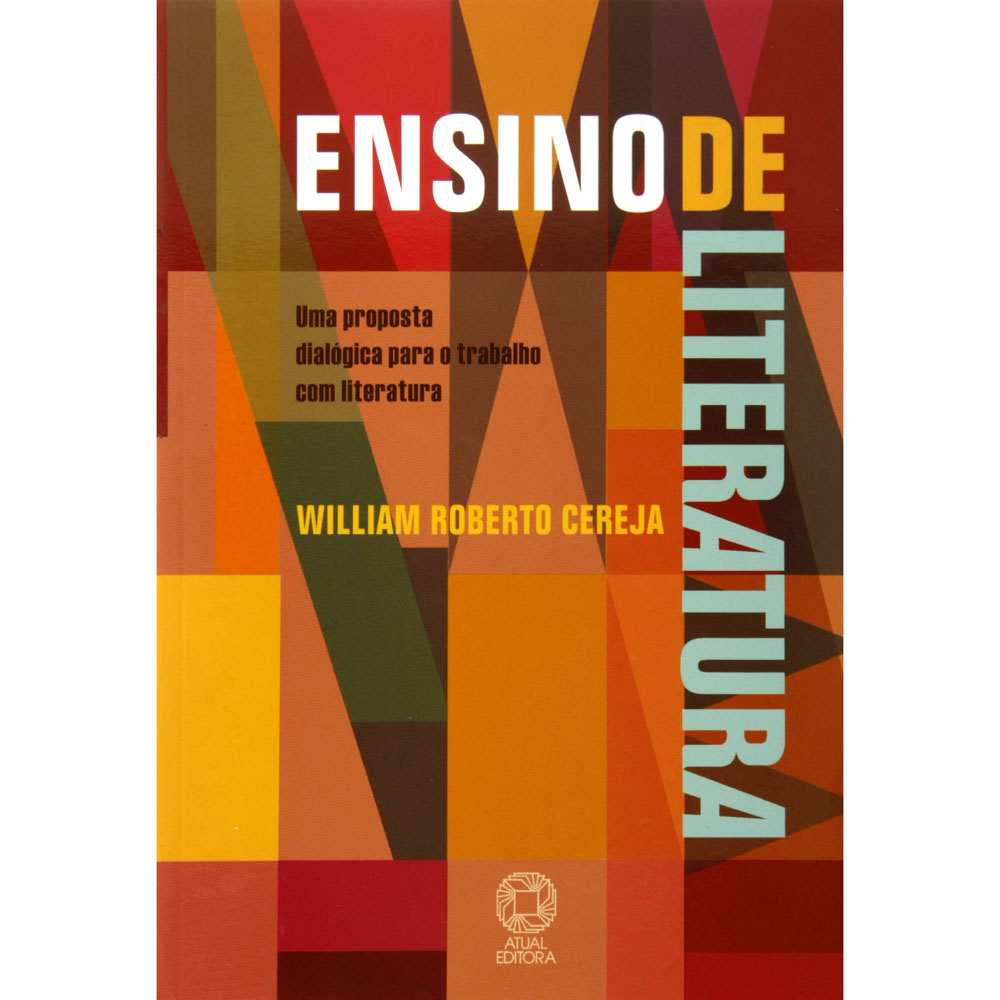 ENSINO DE
LITERATURA
Uma proposta
dialógica para o trabalho
com literatura
WILLIAM ROBERTO CEREJA
ATUAL
EDITORA